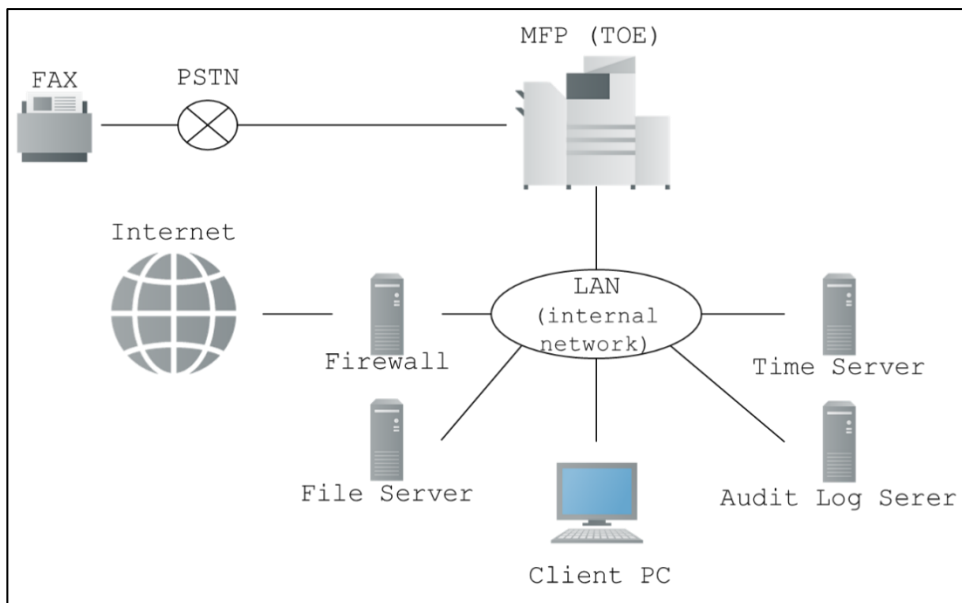 MFP (TOE)
FAX
PSTN
Internet
LAN
(internal
network)
Firewall
Time Server
File Server
Audit Log Serer
Client PC